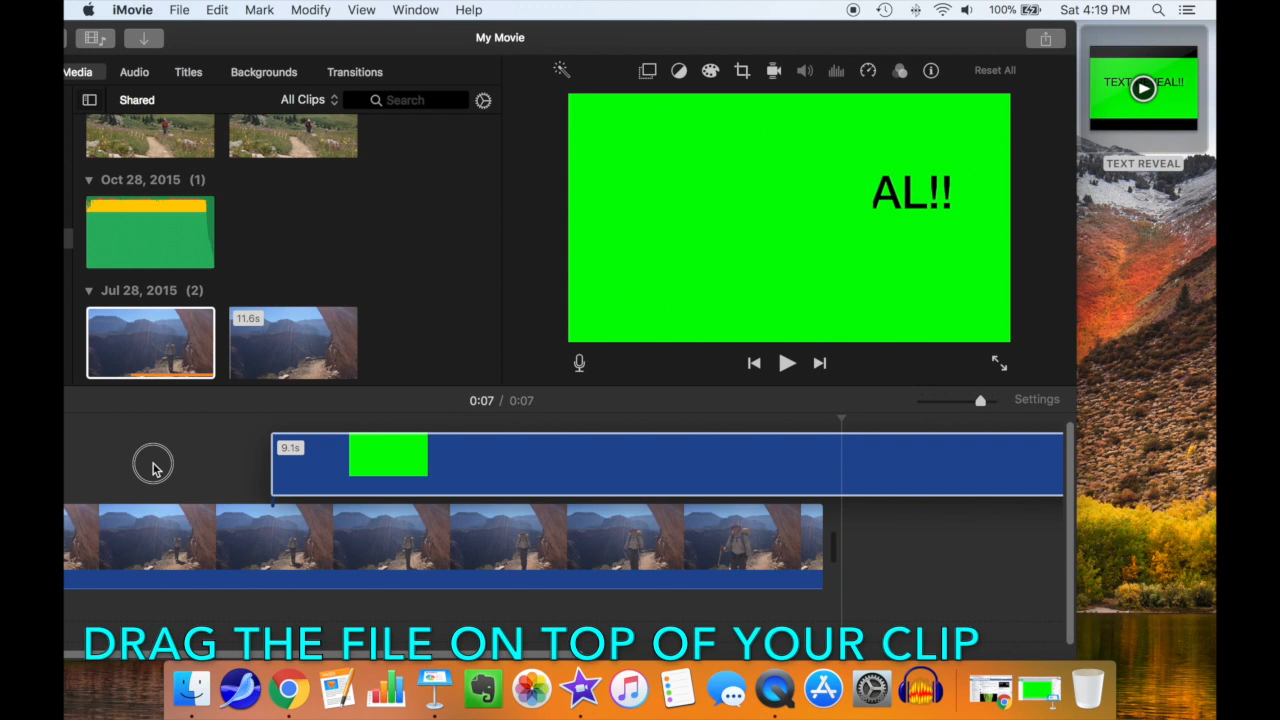 iMovie File Edit Mark Modify View Window Help 100% Sat 4:19 PM
My Movie
Media Audio Titles Backgrounds Transitions Reset All
Shared All Clips Search
TEXT REVEAL!!
TEXT REVEAL
AL!!
Oct 28, 2015 (1)
Jul 28, 2015 (2)
11.6s
0:07 / 0:07 Settings
9.1s
DRAG THE FILE ON TOP OF YOUR CLIP